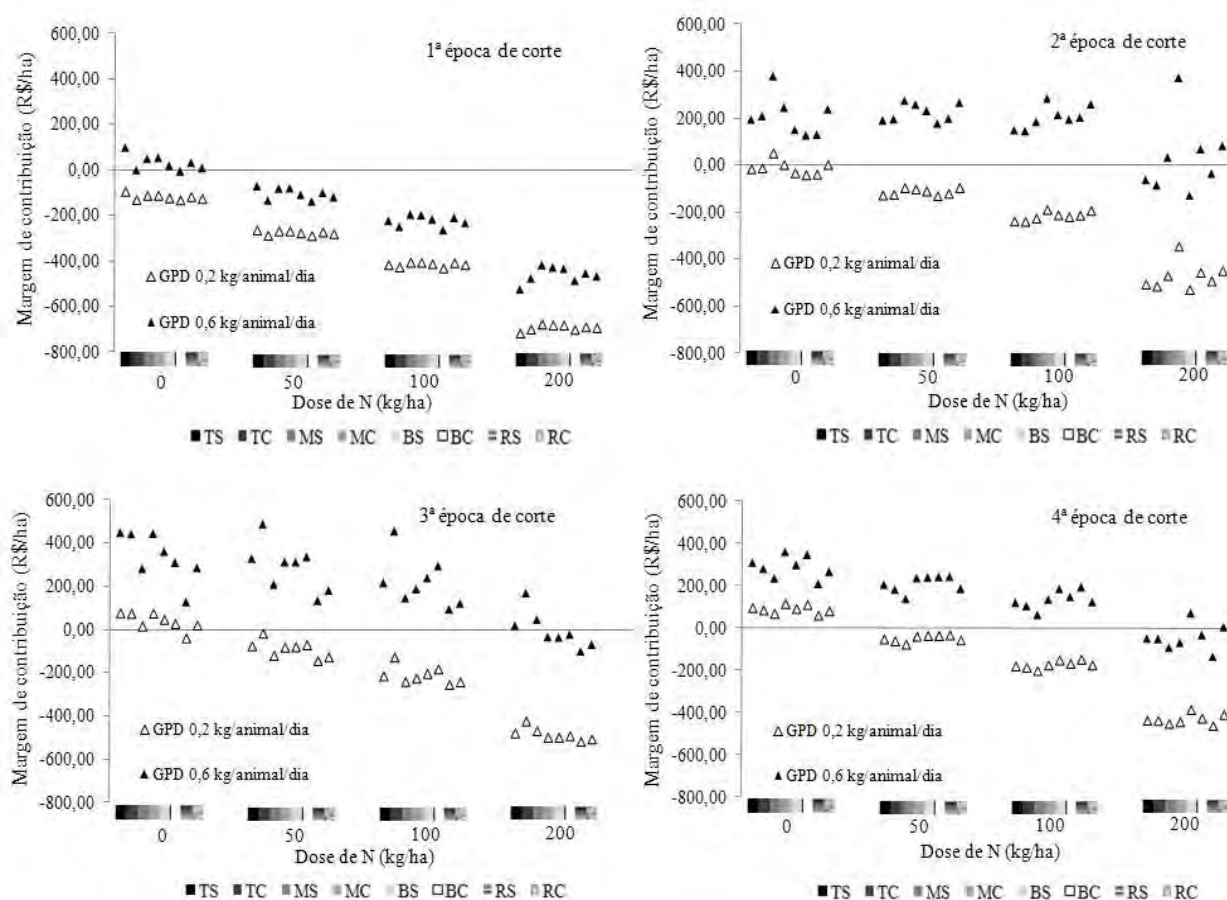 Margem de contribuição (R$/ha)
600,00
400,00
200,00
0,00
-200,00
-400,00
-600,00
-800,00
1ª época de corte
GPD 0,2 kg/animal/dia
GPD 0,6 kg/animal/dia
0 50 100 200
Dose de N (kg/ha)
TS TC MS MC BS BC RS RC
Margem de contribuição (R$/ha)
600,00
400,00
200,00
0,00
-200,00
-400,00
-600,00
-800,00
2ª época de corte
GPD 0,2 kg/animal/dia
GPD 0,6 kg/animal/dia
0 50 100 200
Dose de N (kg/ha)
TS TC MS MC BS BC RS RC
Margem de contribuição (R$/ha)
600,00
400,00
200,00
0,00
-200,00
-400,00
-600,00
-800,00
3ª época de corte
GPD 0,2 kg/animal/dia
GPD 0,6 kg/animal/dia
0 50 100 200
Dose de N (kg/ha)
TS TC MS MC BS BC RS RC
Margem de contribuição (R$/ha)
600,00
400,00
200,00
0,00
-200,00
-400,00
-600,00
-800,00
4ª época de corte
GPD 0,2 kg/animal/dia
GPD 0,6 kg/animal/dia
0 50 100 200
Dose de N (kg/ha)
TS TC MS MC BS BC RS RC